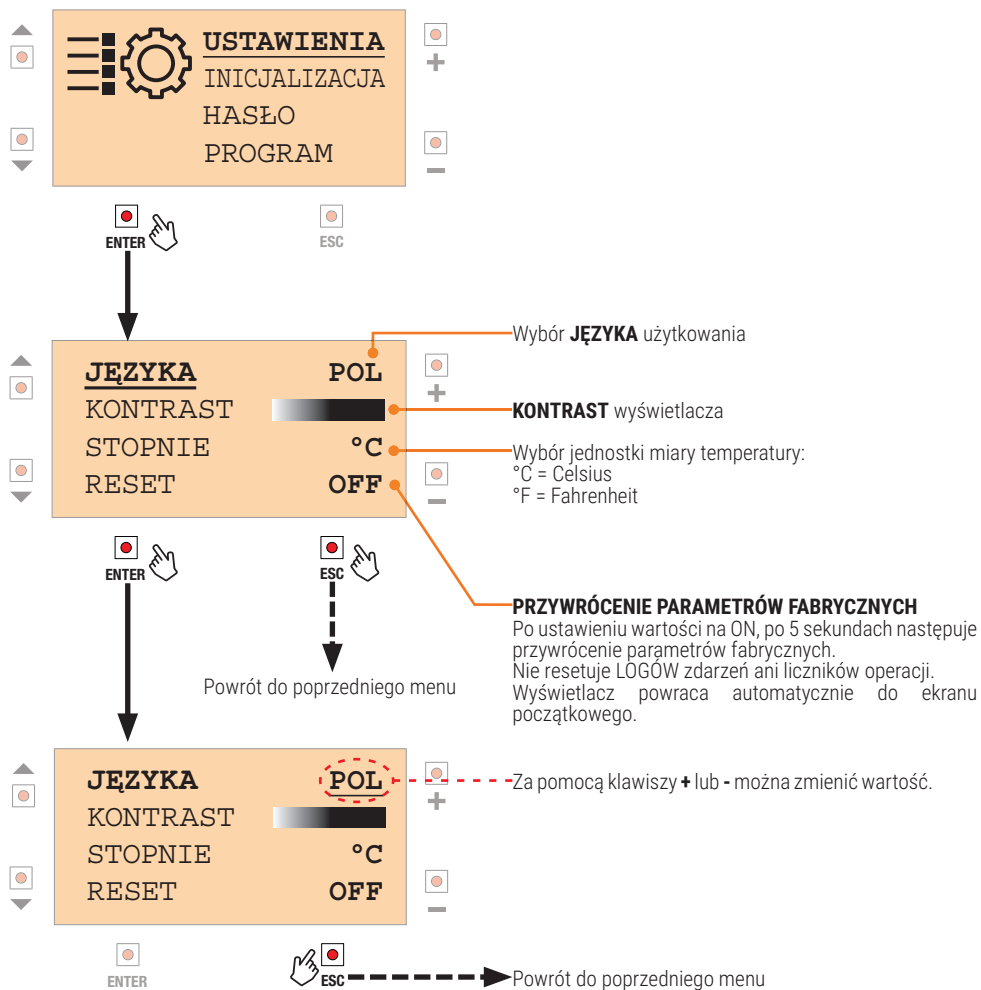 USTAWIENIA
INICJALIZACJA
HASŁO
PROGRAM
+
-
ENTER
ESC
JĘZYKA POL
KONTRAST
STOPNIE °C
RESET OFF
+
-
Wybór JĘZYKA użytkowania
KONTRAST wyświetlacza
Wybór jednostki miary temperatury:
°C = Celsius
°F = Fahrenheit
ENTER
ESC
Powrót do poprzedniego menu
PRZYWRÓCENIE PARAMETRÓW FABRYCZNYCH
Po ustawieniu wartości na ON, po 5 sekundach następuje
przywrócenie parametrów fabrycznych.
Nie resetuje LOGÓW zdarzeń ani liczników operacji.
Wyświetlacz powraca automatycznie do ekranu
początkowego.
JĘZYKA POL
KONTRAST
STOPNIE °C
RESET OFF
+
-
Za pomocą klawiszy + lub - można zmienić wartość.
ENTER
ESC
Powrót do poprzedniego menu